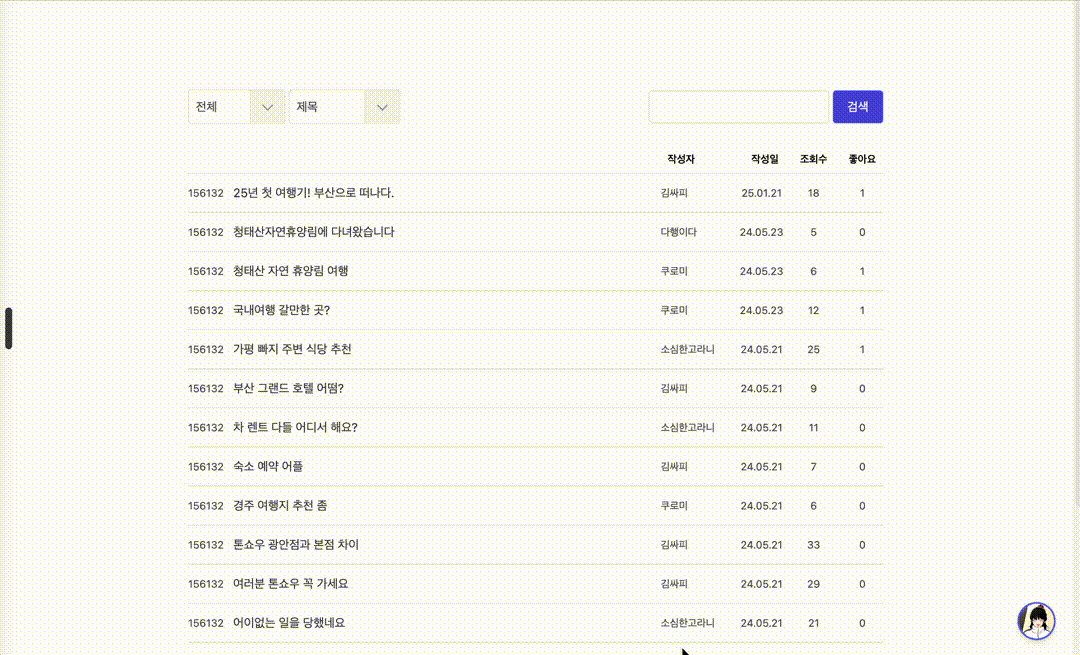 전체 제목 검색
작성자 작성일 조회수 좋아요
156132 25년 첫 여행기! 부산으로 떠나다. 김싸피 25.01.21 18 1
156132 청태산자연휴양림에 다녀왔습니다 다행이다 24.05.23 5 0
156132 청태산 자연 휴양림 여행 쿠로미 24.05.23 6 1
156132 국내여행 갈만한 곳? 쿠로미 24.05.23 12 1
156132 가평 빠지 주변 식당 추천 소심한고라니 24.05.21 25 1
156132 부산 그랜드 호텔 어떰? 김싸피 24.05.21 9 0
156132 차 렌트 다들 어디서 해요? 소심한고라니 24.05.21 11 0
156132 숙소 예약 어플 김싸피 24.05.21 7 0
156132 경주 여행지 추천 좀 쿠로미 24.05.21 6 0
156132 톤쇼우 광안점과 본점 차이 김싸피 24.05.21 33 0
156132 여러분 톤쇼우 꼭 가세요 김싸피 24.05.21 29 0
156132 어이없는 일을 당했네요 소심한고라니 24.05.21 21 0